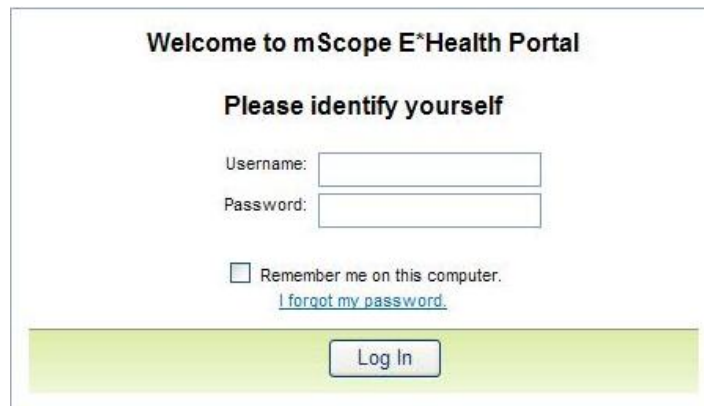 Welcome to mScope E*Health Portal
Please identify yourself
Username:
Password:
Remember me on this computer.
I forgot my password.
Log In